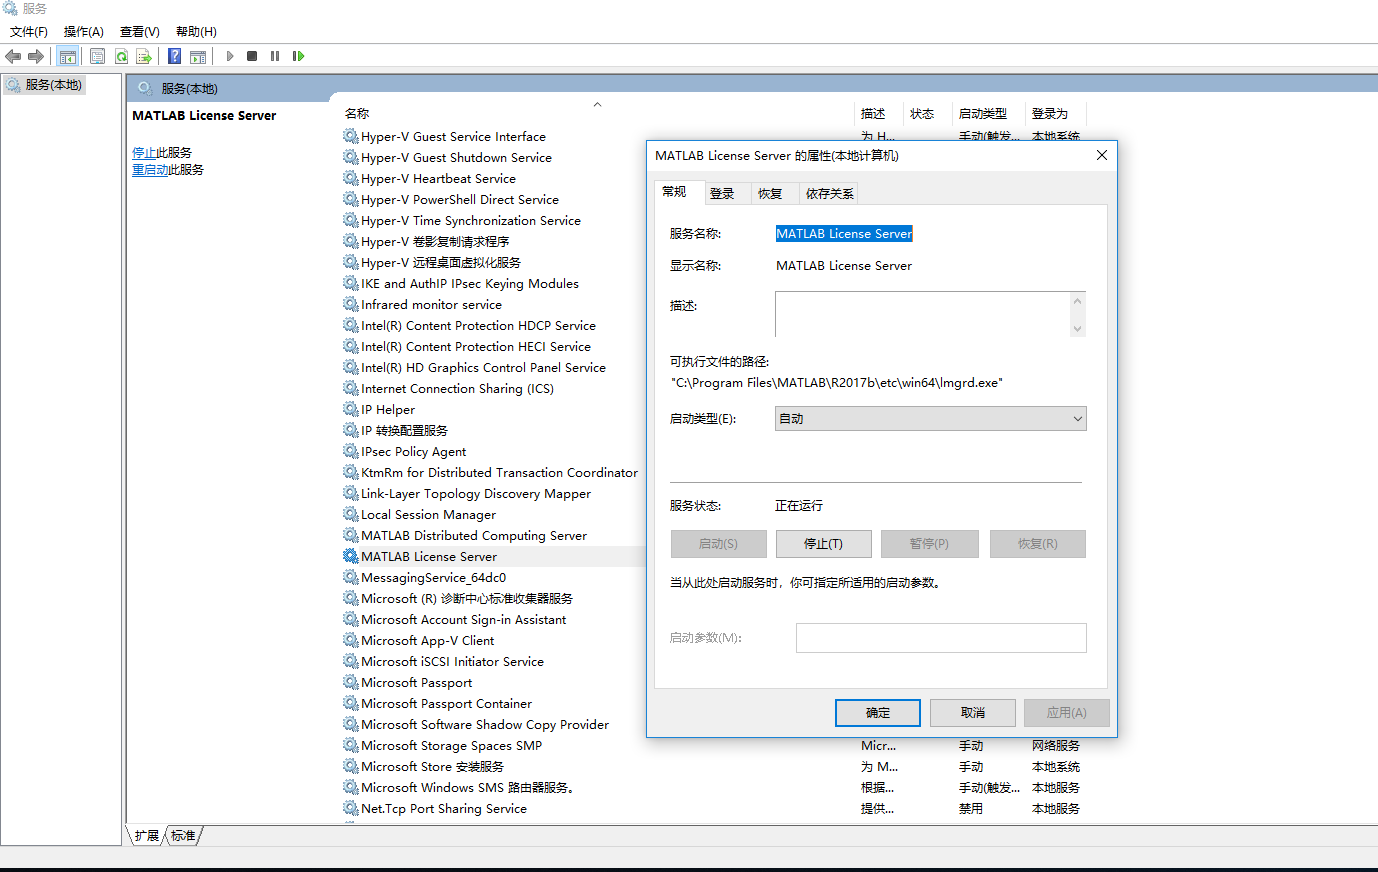 服务
文件(F) 操作(A) 查看(V) 帮助(H)
服务(本地)
服务(本地)
MATLAB License Server
停止此服务
重启动此服务
名称 描述 状态 启动类型 登录为
Hyper-V Guest Service Interface 为 H... 手动(触发... 本地系统
Hyper-V Guest Shutdown Service
Hyper-V Heartbeat Service
Hyper-V PowerShell Direct Service
Hyper-V Time Synchronization Service
Hyper-V 卷影复制请求程序
Hyper-V 远程桌面虚拟化服务
IKE and AuthIP IPsec Keying Modules
Infrared monitor service
Intel(R) Content Protection HDCP Service
Intel(R) Content Protection HECI Service
Intel(R) HD Graphics Control Panel Service
Internet Connection Sharing (ICS)
IP Helper
IP 转换配置服务
IPsec Policy Agent
KtmRm for Distributed Transaction Coordinator
Link-Layer Topology Discovery Mapper
Local Session Manager
MATLAB Distributed Computing Server
MATLAB License Server
MessagingService_64dc0
Microsoft (R) 诊断中心标准收集器服务
Microsoft Account Sign-in Assistant
Microsoft App-V Client
Microsoft iSCSI Initiator Service
Microsoft Passport
Microsoft Passport Container
Microsoft Software Shadow Copy Provider
Microsoft Storage Spaces SMP Micr... 手动 网络服务
Microsoft Store 安装服务 为 M... 手动 本地系统
Microsoft Windows SMS 路由器服务。 根据... 手动(触发... 本地服务
Net.Tcp Port Sharing Service 提供... 禁用 本地服务
扩展 标准
MATLAB License Server 的属性(本地计算机)
常规 登录 恢复 依存关系
服务名称: MATLAB License Server
显示名称: MATLAB License Server
描述:
可执行文件的路径:
"C:\Program Files\MATLAB\R2017b\etc\win64\lmgrd.exe"
启动类型(E): 自动
服务状态: 正在运行
启动(S) 停止(T) 暂停(P) 恢复(R)
当从此处启动服务时，你可指定所适用的启动参数。
启动参数(M):
确定 取消 应用(A)